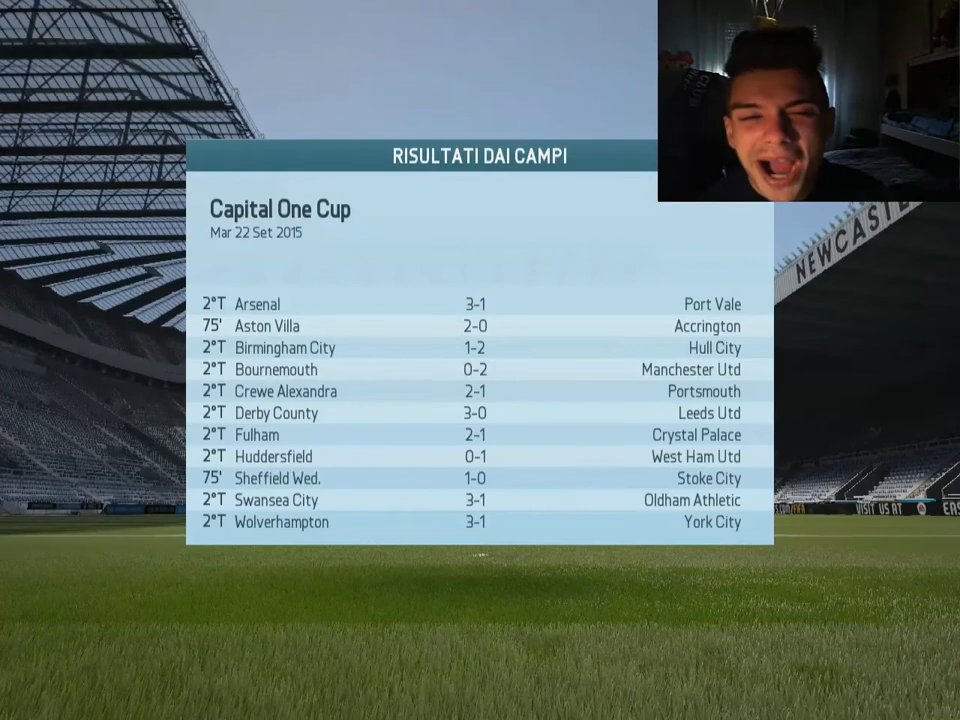 RISULTATI DAI CAMPI
Capital One Cup
Mar 22 Set 2015
2°T Arsenal 3-1 Port Vale
75' Aston Villa 2-0 Accrington
2°T Birmingham City 1-2 Hull City
2°T Bournemouth 0-2 Manchester Utd
2°T Crewe Alexandra 2-1 Portsmouth
2°T Derby County 3-0 Leeds Utd
2°T Fulham 2-1 Crystal Palace
2°T Huddersfield 0-1 West Ham Utd
75' Sheffield Wed. 1-0 Stoke City
2°T Swansea City 3-1 Oldham Athletic
2°T Wolverhampton 3-1 York City
NEWCASTLE
VISIT US AT